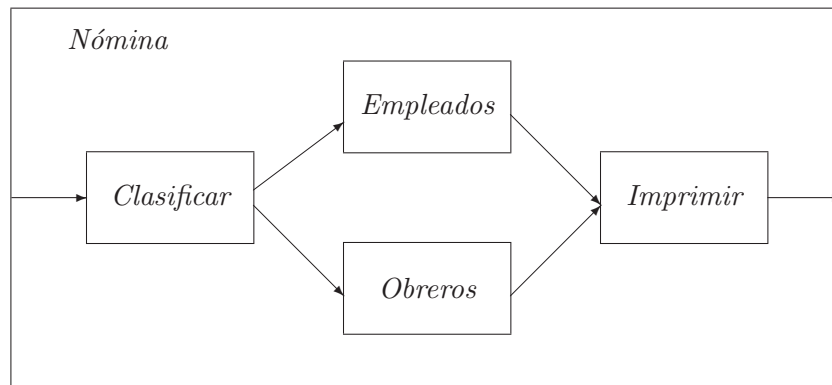 Nómina
Empleados
Clasificar
Imprimir
Obreros